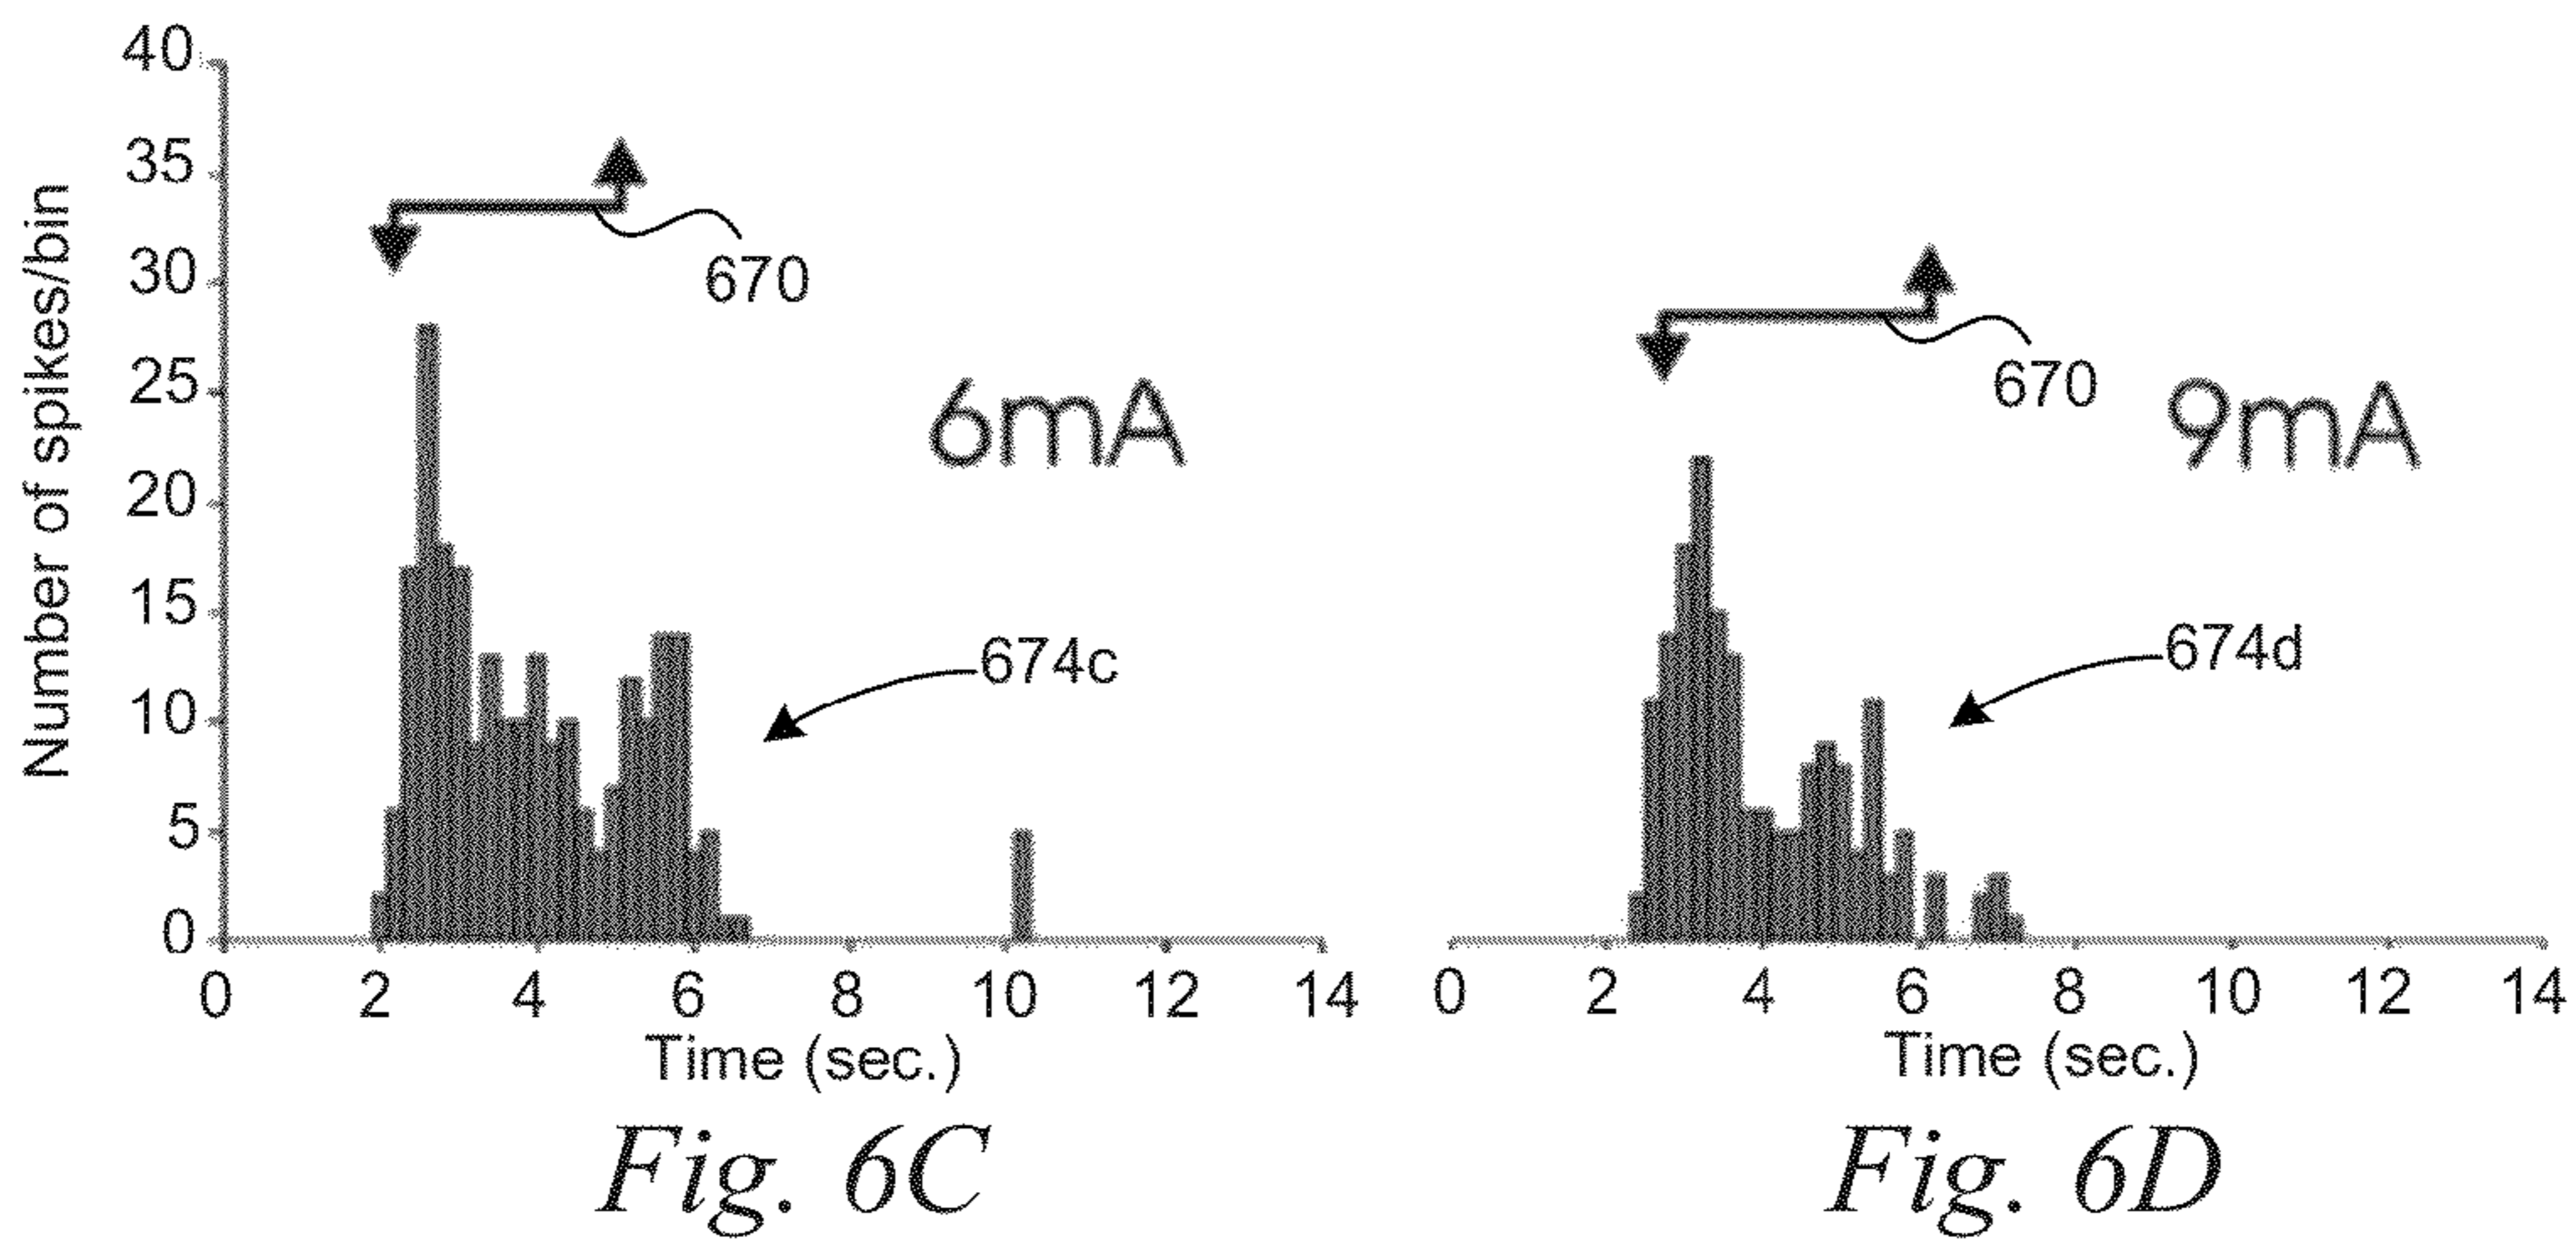 40
35
30
25
20
15
10
5
0
Number of spikes/bin
670
6mA
674c
0 2 4 6 8 10 12 14
Time (sec.)
Fig. 6C
670
9mA
674d
0 2 4 6 8 10 12 14
Time (sec.)
Fig. 6D